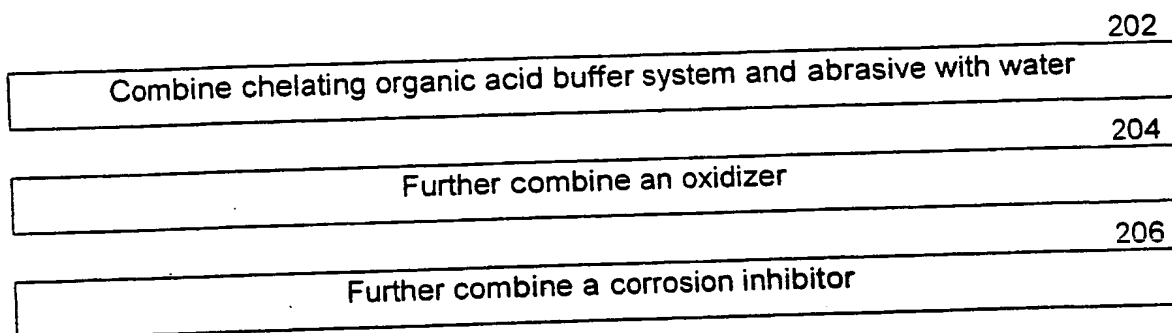 202
Combine chelating organic acid buffer system and abrasive with water
204
Further combine an oxidizer
206
Further combine a corrosion inhibitor